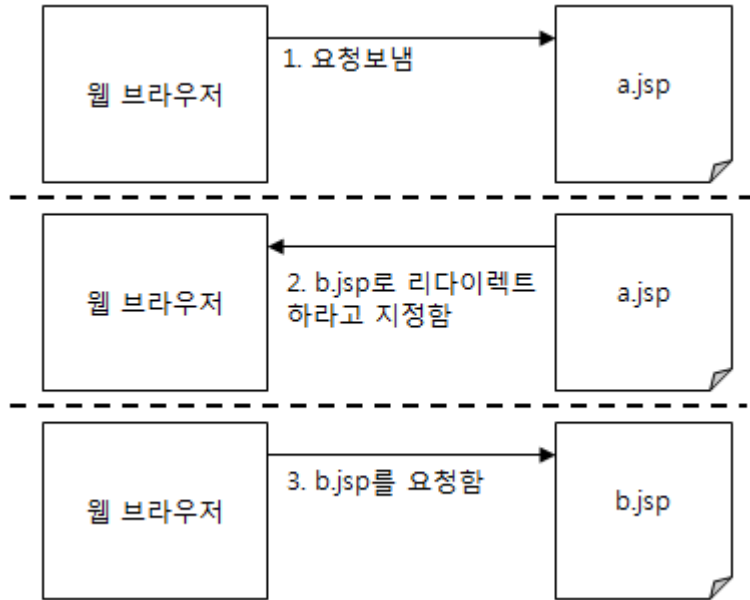 웹 브라우저
1. 요청보냄
a.jsp
웹 브라우저
2. b.jsp로 리다이렉트
하라고 지정함
a.jsp
웹 브라우저
3. b.jsp를 요청함
b.jsp